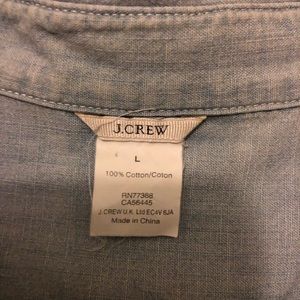 J.CREW
L
100% Cotton/Coton
RN77388
CA56445
J.CREW U.K. Ltd EC4V 6JA
Made in China